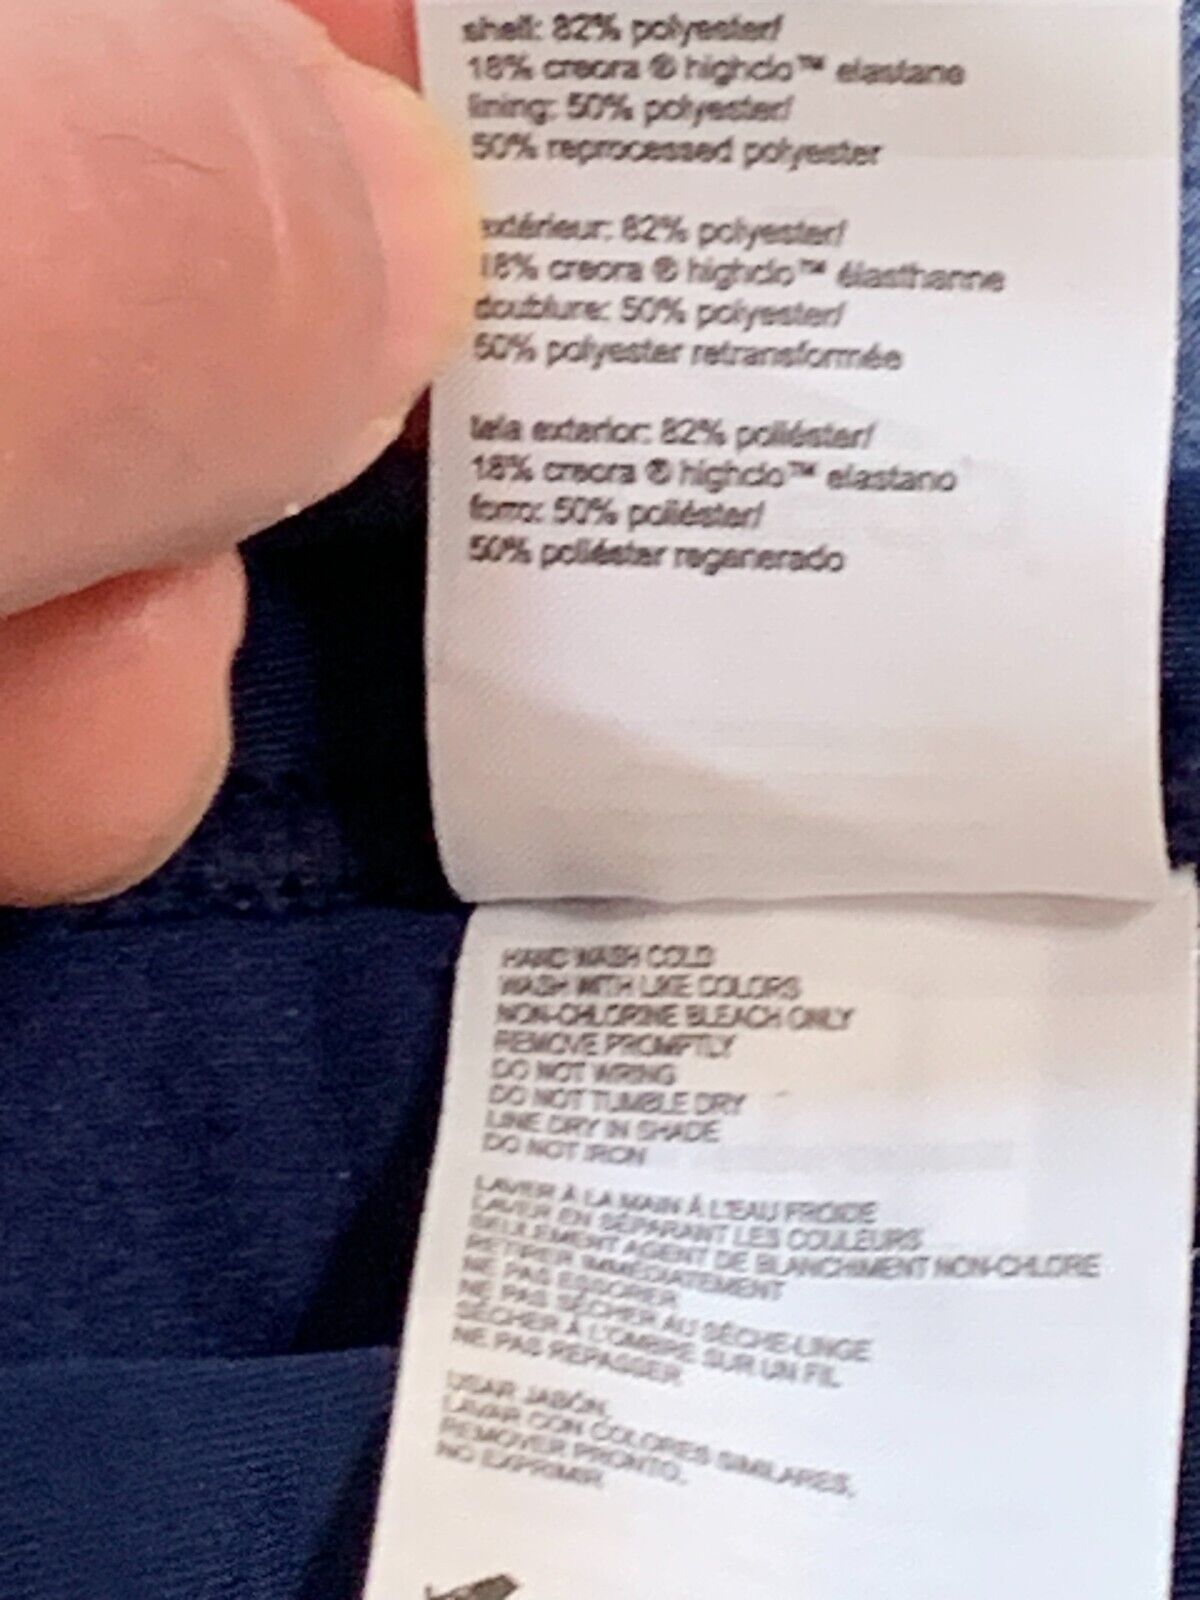 shell: 82% polyester/
18% creora ® highclo™ elastane
lining: 50% polyester/
50% reprocessed polyester
extérieur: 82% polyester/
18% creora ® highclo™ élasthanne
doublure: 50% polyester/
50% polyester retransformée
tela exterior: 82% poliéster/
18% creora ® highclo™ elastano
forro: 50% poliéster/
50% poliéster regenerado
HAND WASH COLD
WASH WITH LIKE COLORS
NON-CHLORINE BLEACH ONLY
REMOVE PROMPTLY
DO NOT WRING
DO NOT TUMBLE DRY
LINE DRY IN SHADE
DO NOT IRON
LAVER À LA MAIN À L'EAU FROIDE
LAVER EN SÉPARANT LES COULEURS
SEULEMENT AGENT DE BLANCHIMENT NON-CHLORE
RETIRER IMMÉDIATEMENT
NE PAS ESSORER
NE PAS SÉCHER AU SÈCHE-LINGE
SÉCHER À L'OMBRE SUR UN FIL
NE PAS REPASSER
USAR JABÓN.
LAVAR CON COLORES SIMILARES.
REMOVER PRONTO.
NO EXPRIMIR